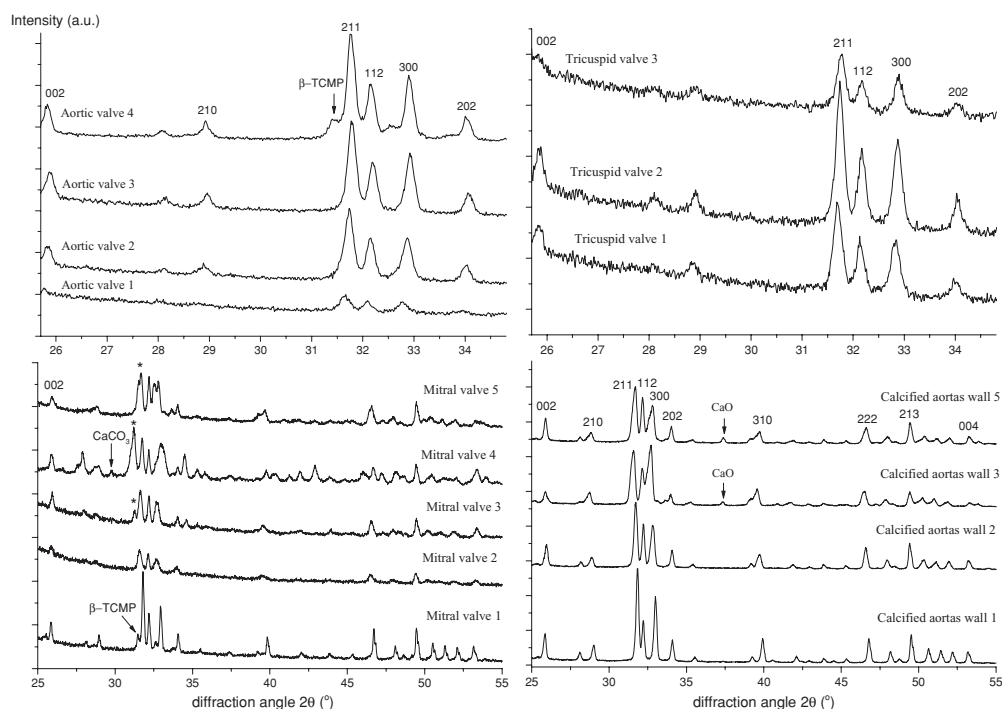 Intensity (a.u.)
211
β–TCMP
112
300
002
210
202
Aortic valve 4
Aortic valve 3
Aortic valve 2
Aortic valve 1
26 27 28 29 30 31 32 33 34
002
Tricuspid valve 3
211
112
300
202
Tricuspid valve 2
Tricuspid valve 1
26 27 28 29 30 31 32 33 34
002
*
Mitral valve 5
CaCO3
*
Mitral valve 4
*
Mitral valve 3
Mitral valve 2
β–TCMP
Mitral valve 1
25 30 35 40 45 50 55
diffraction angle 2θ (°)
002
210
211 112
300
202
CaO
310
222
213
004
Calcified aortas wall 5
CaO
Calcified aortas wall 3
Calcified aortas wall 2
Calcified aortas wall 1
25 30 35 40 45 50 55
diffraction angle 2θ (°)